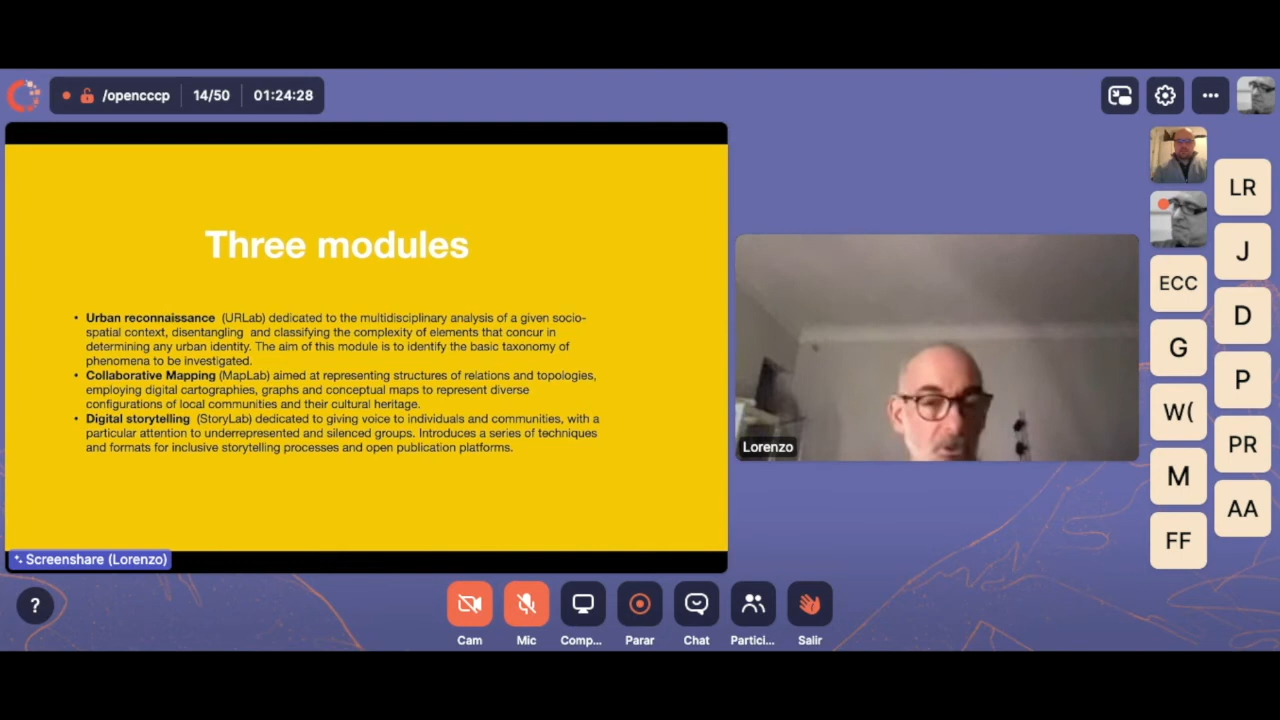 /opencccp 14/50 01:24:28
Three modules
• Urban reconnaissance (URLab) dedicated to the multidisciplinary analysis of a given socio-
spatial context, disentangling and classifying the complexity of elements that concur in
determining any urban identity. The aim of this module is to identify the basic taxonomy of
phenomena to be investigated.
• Collaborative Mapping (MapLab) aimed at representing structures of relations and topologies,
employing digital cartographies, graphs and conceptual maps to represent diverse
configurations of local communities and their cultural heritage.
• Digital storytelling (StoryLab) dedicated to giving voice to individuals and communities, with a
particular attention to underrepresented and silenced groups. Introduces a series of techniques
and formats for inclusive storytelling processes and open publication platforms.
Screenshare (Lorenzo)
Lorenzo
LR
J
ECC
D
G
P
W(
PR
M
AA
FF
?
Cam Mic Comp... Parar Chat Partici... Salir